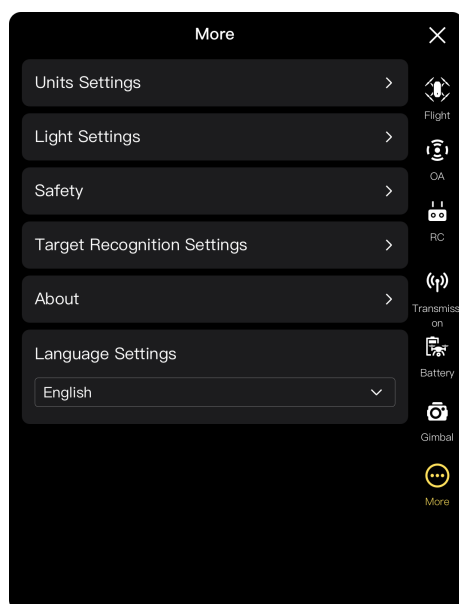 More
Units Settings
Light Settings
Safety
Target Recognition Settings
About
Language Settings
English
Flight
OA
RC
Transmiss
on
Battery
Gimbal
More